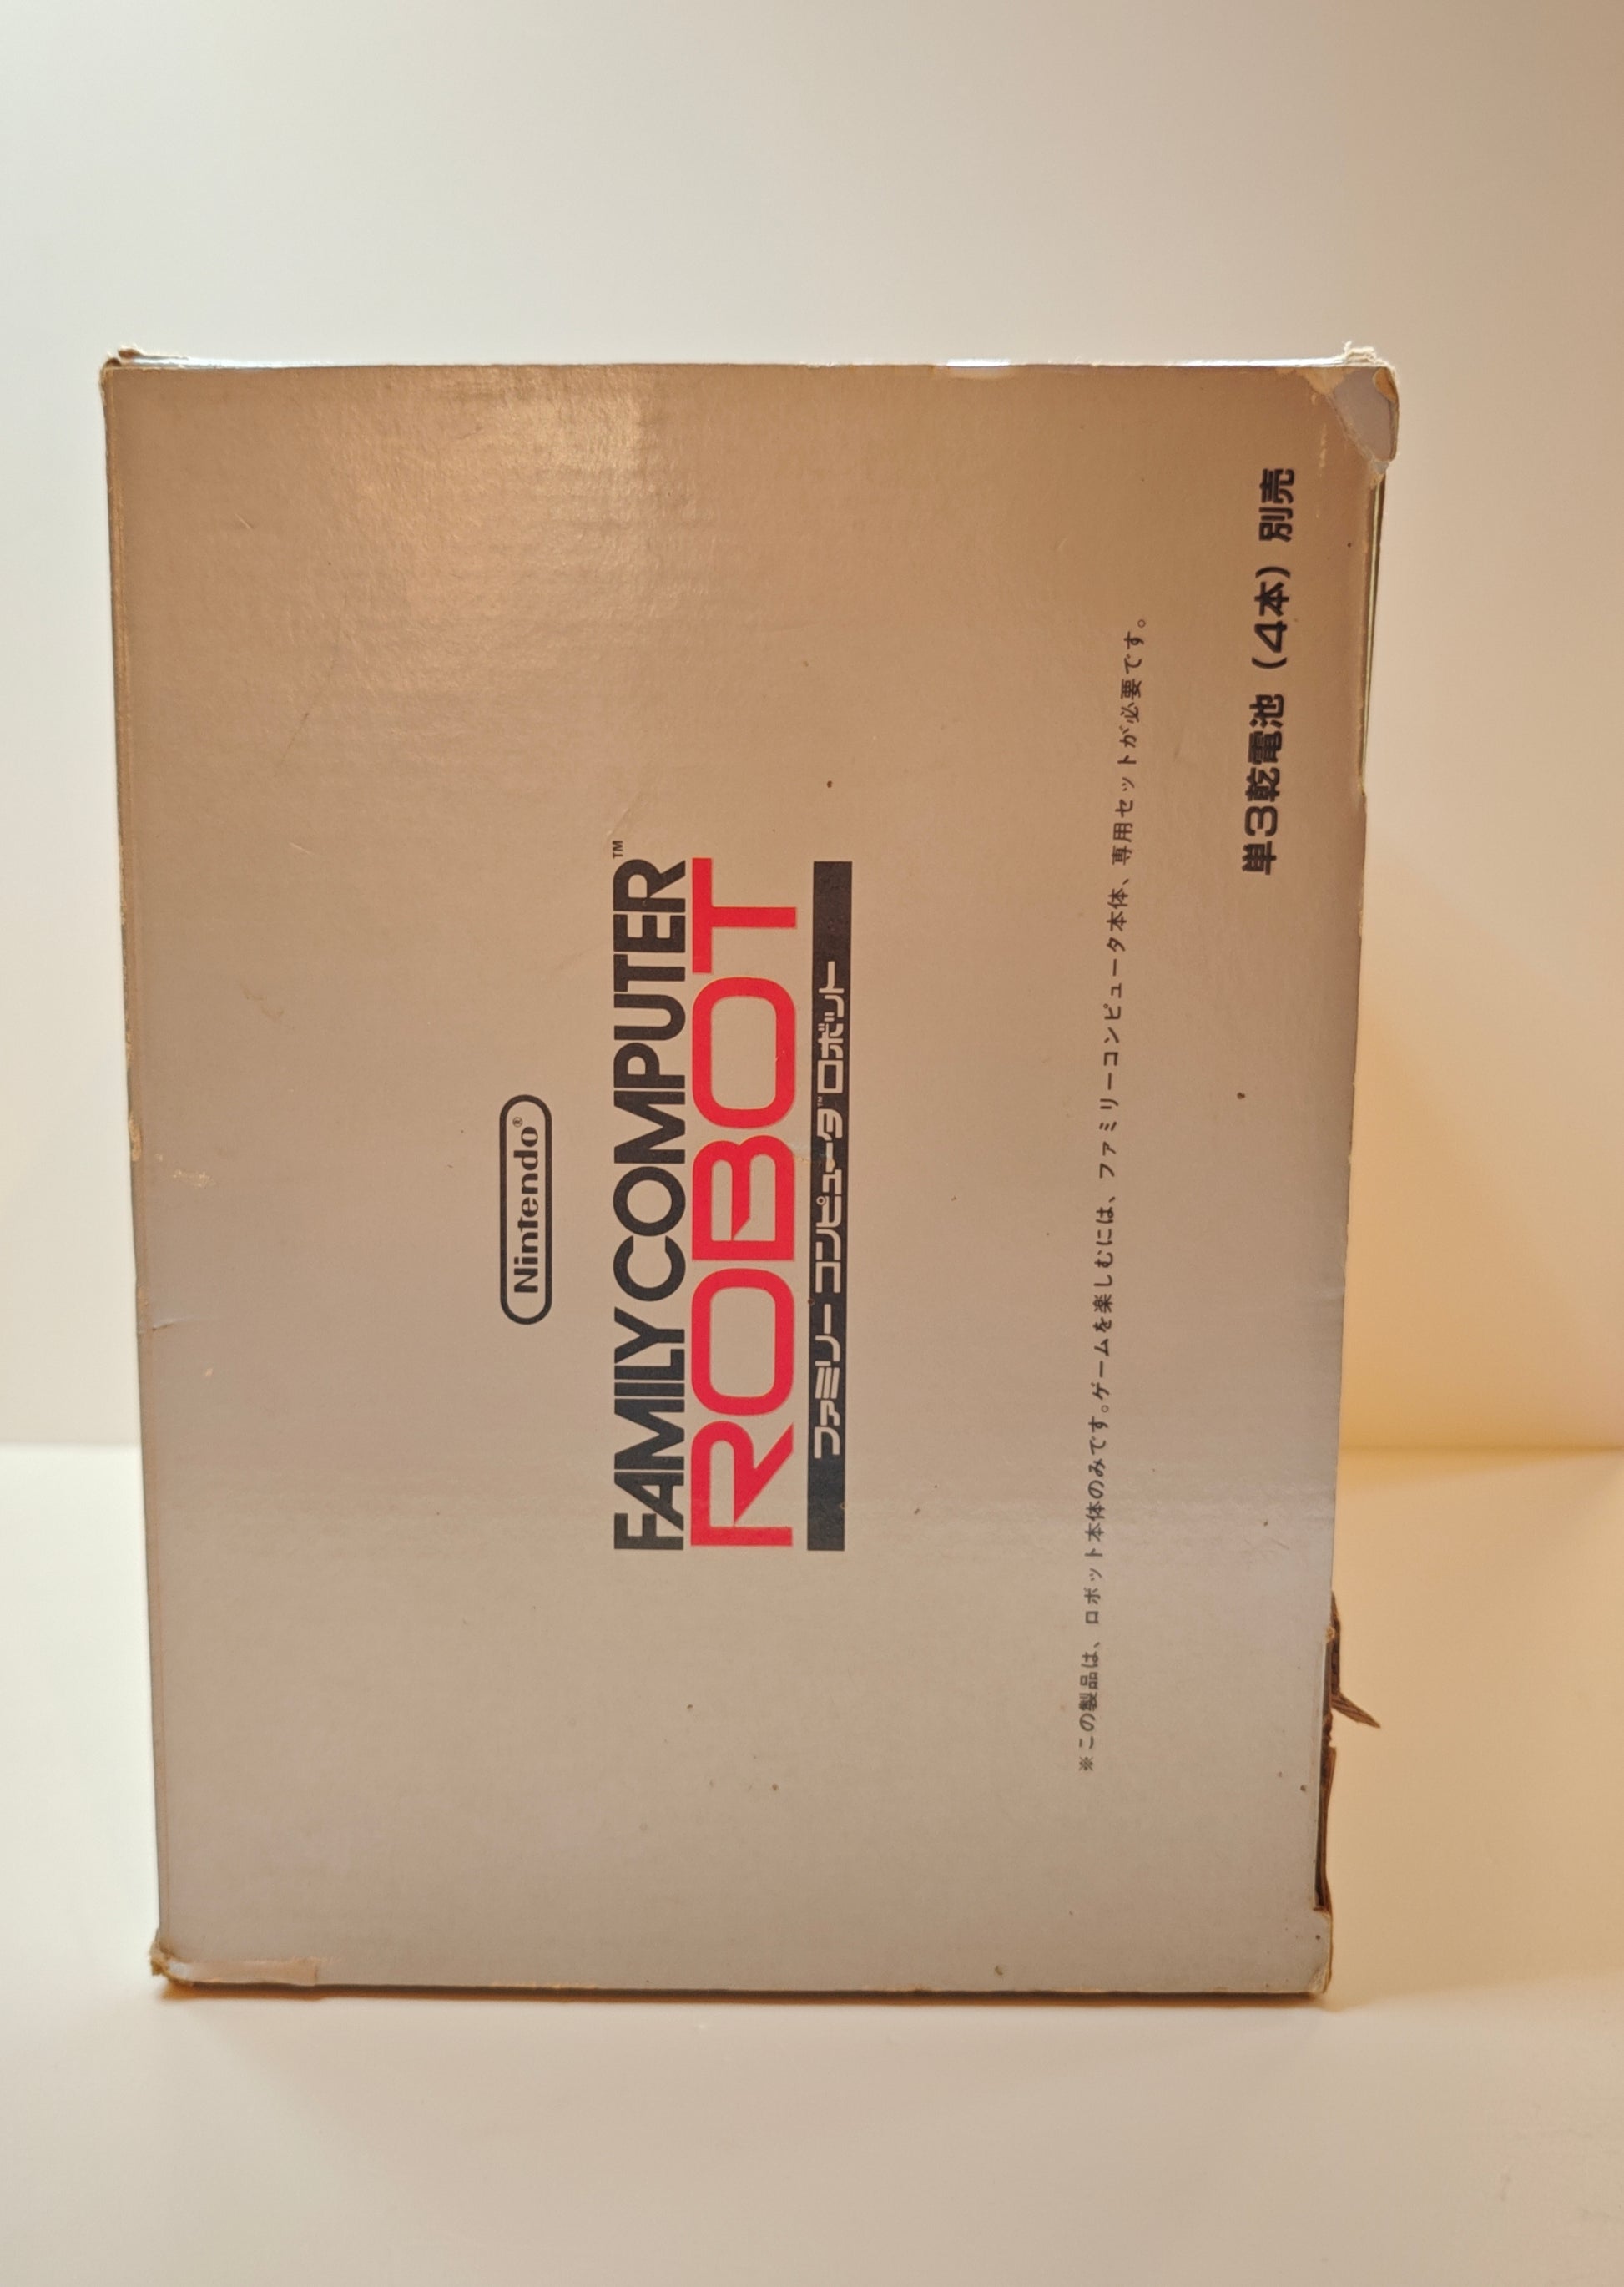 Nintendo®
FAMILY COMPUTER™
ROBOT
ファミリーコンピュータ™ロボット
※この製品は、ロボット本体のみです。ゲームを楽しむには、ファミリーコンピュータ本体、専用セットが必要です。
単3乾電池（4本）別売